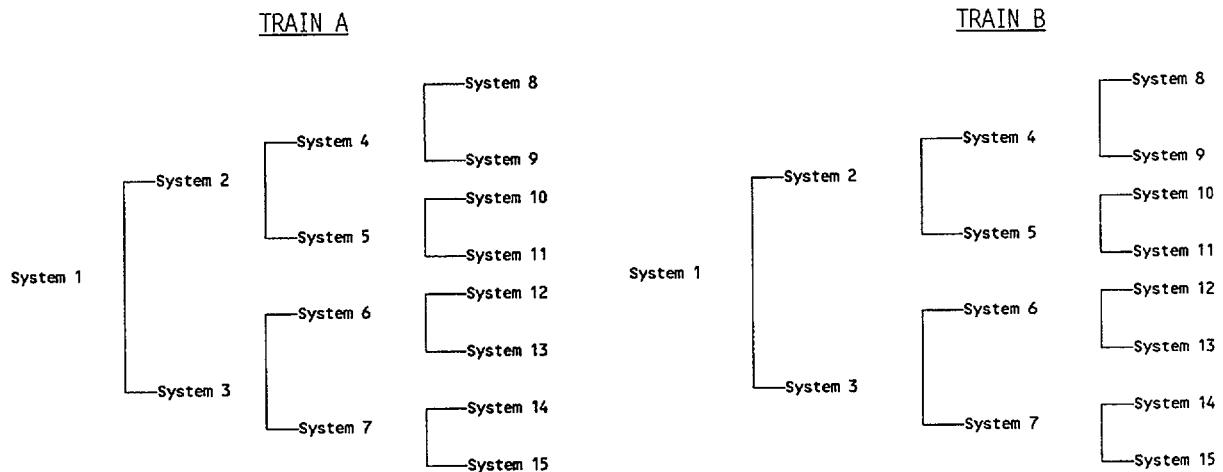 TRAIN A
System 8
System 4
System 9
System 2
System 10
System 5
System 11
System 1
System 12
System 6
System 13
System 3
System 14
System 7
System 15
TRAIN B
System 8
System 4
System 9
System 2
System 10
System 5
System 11
System 1
System 12
System 6
System 13
System 3
System 14
System 7
System 15